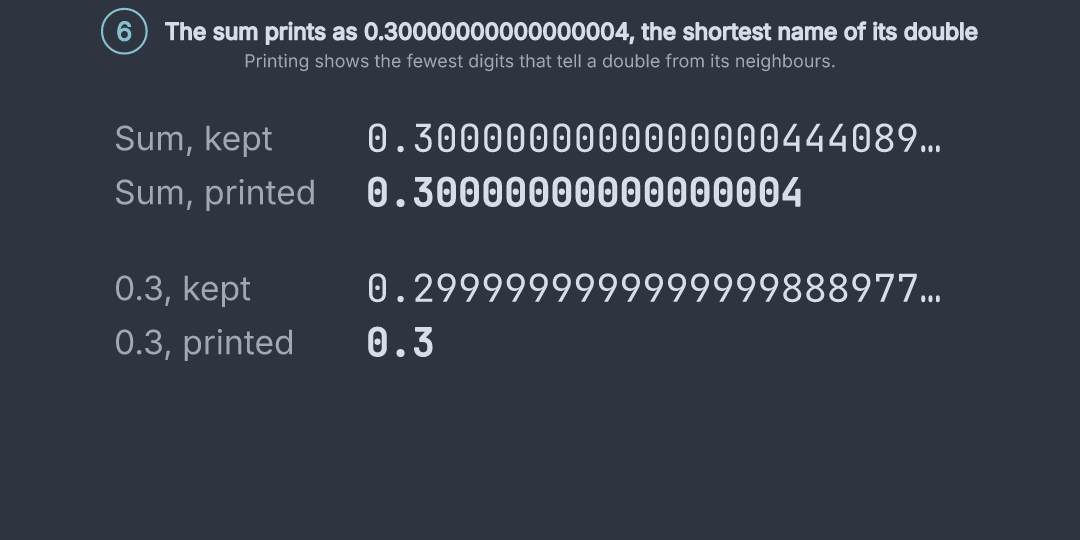 6
The sum prints as 0.30000000000000004, the shortest name of its double
Printing shows the fewest digits that tell a double from its neighbours.
Sum, kept 0.3000000000000000444089…
Sum, printed 0.30000000000000004
0.3, kept 0.2999999999999999888977…
0.3, printed 0.3